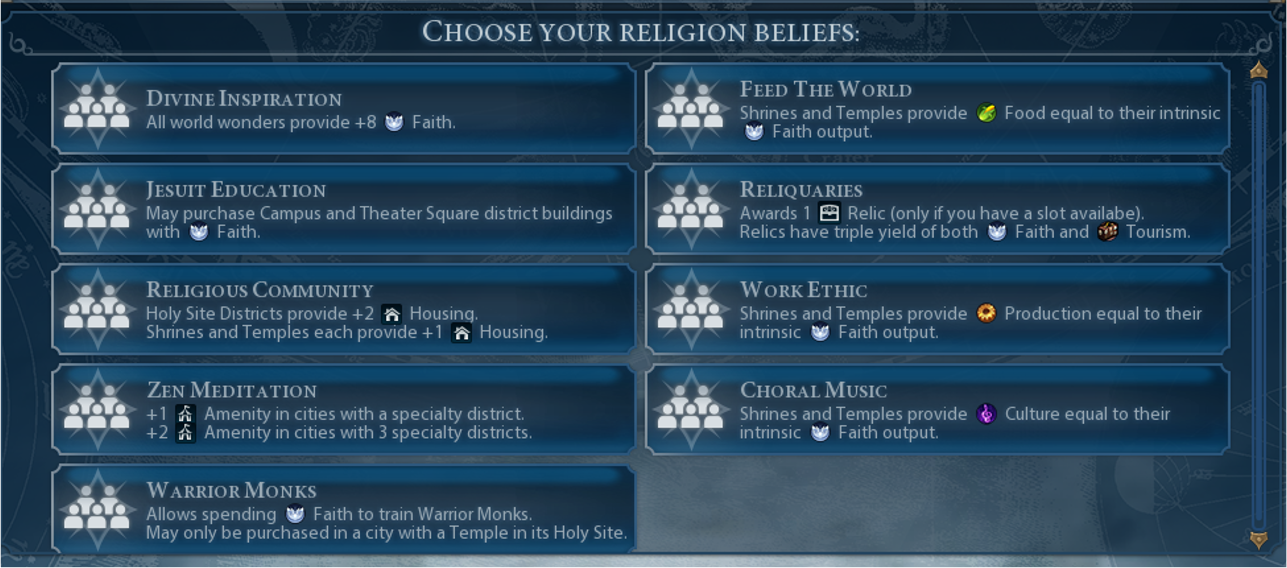 CHOOSE YOUR RELIGION BELIEFS:
DIVINE INSPIRATION
All world wonders provide +8 Faith.
FEED THE WORLD
Shrines and Temples provide Food equal to their intrinsic
Faith output.
JESUIT EDUCATION
May purchase Campus and Theater Square district buildings
with Faith.
RELIQUARIES
Awards 1 Relic (only if you have a slot availabe).
Relics have triple yield of both Faith and Tourism.
RELIGIOUS COMMUNITY
Holy Site Districts provide +2 Housing.
Shrines and Temples each provide +1 Housing.
WORK ETHIC
Shrines and Temples provide Production equal to their
intrinsic Faith output.
ZEN MEDITATION
+1 Amenity in cities with a specialty district.
+2 Amenity in cities with 3 specialty districts.
CHORAL MUSIC
Shrines and Temples provide Culture equal to their
intrinsic Faith output.
WARRIOR MONKS
Allows spending Faith to train Warrior Monks.
May only be purchased in a city with a Temple in its Holy Site.